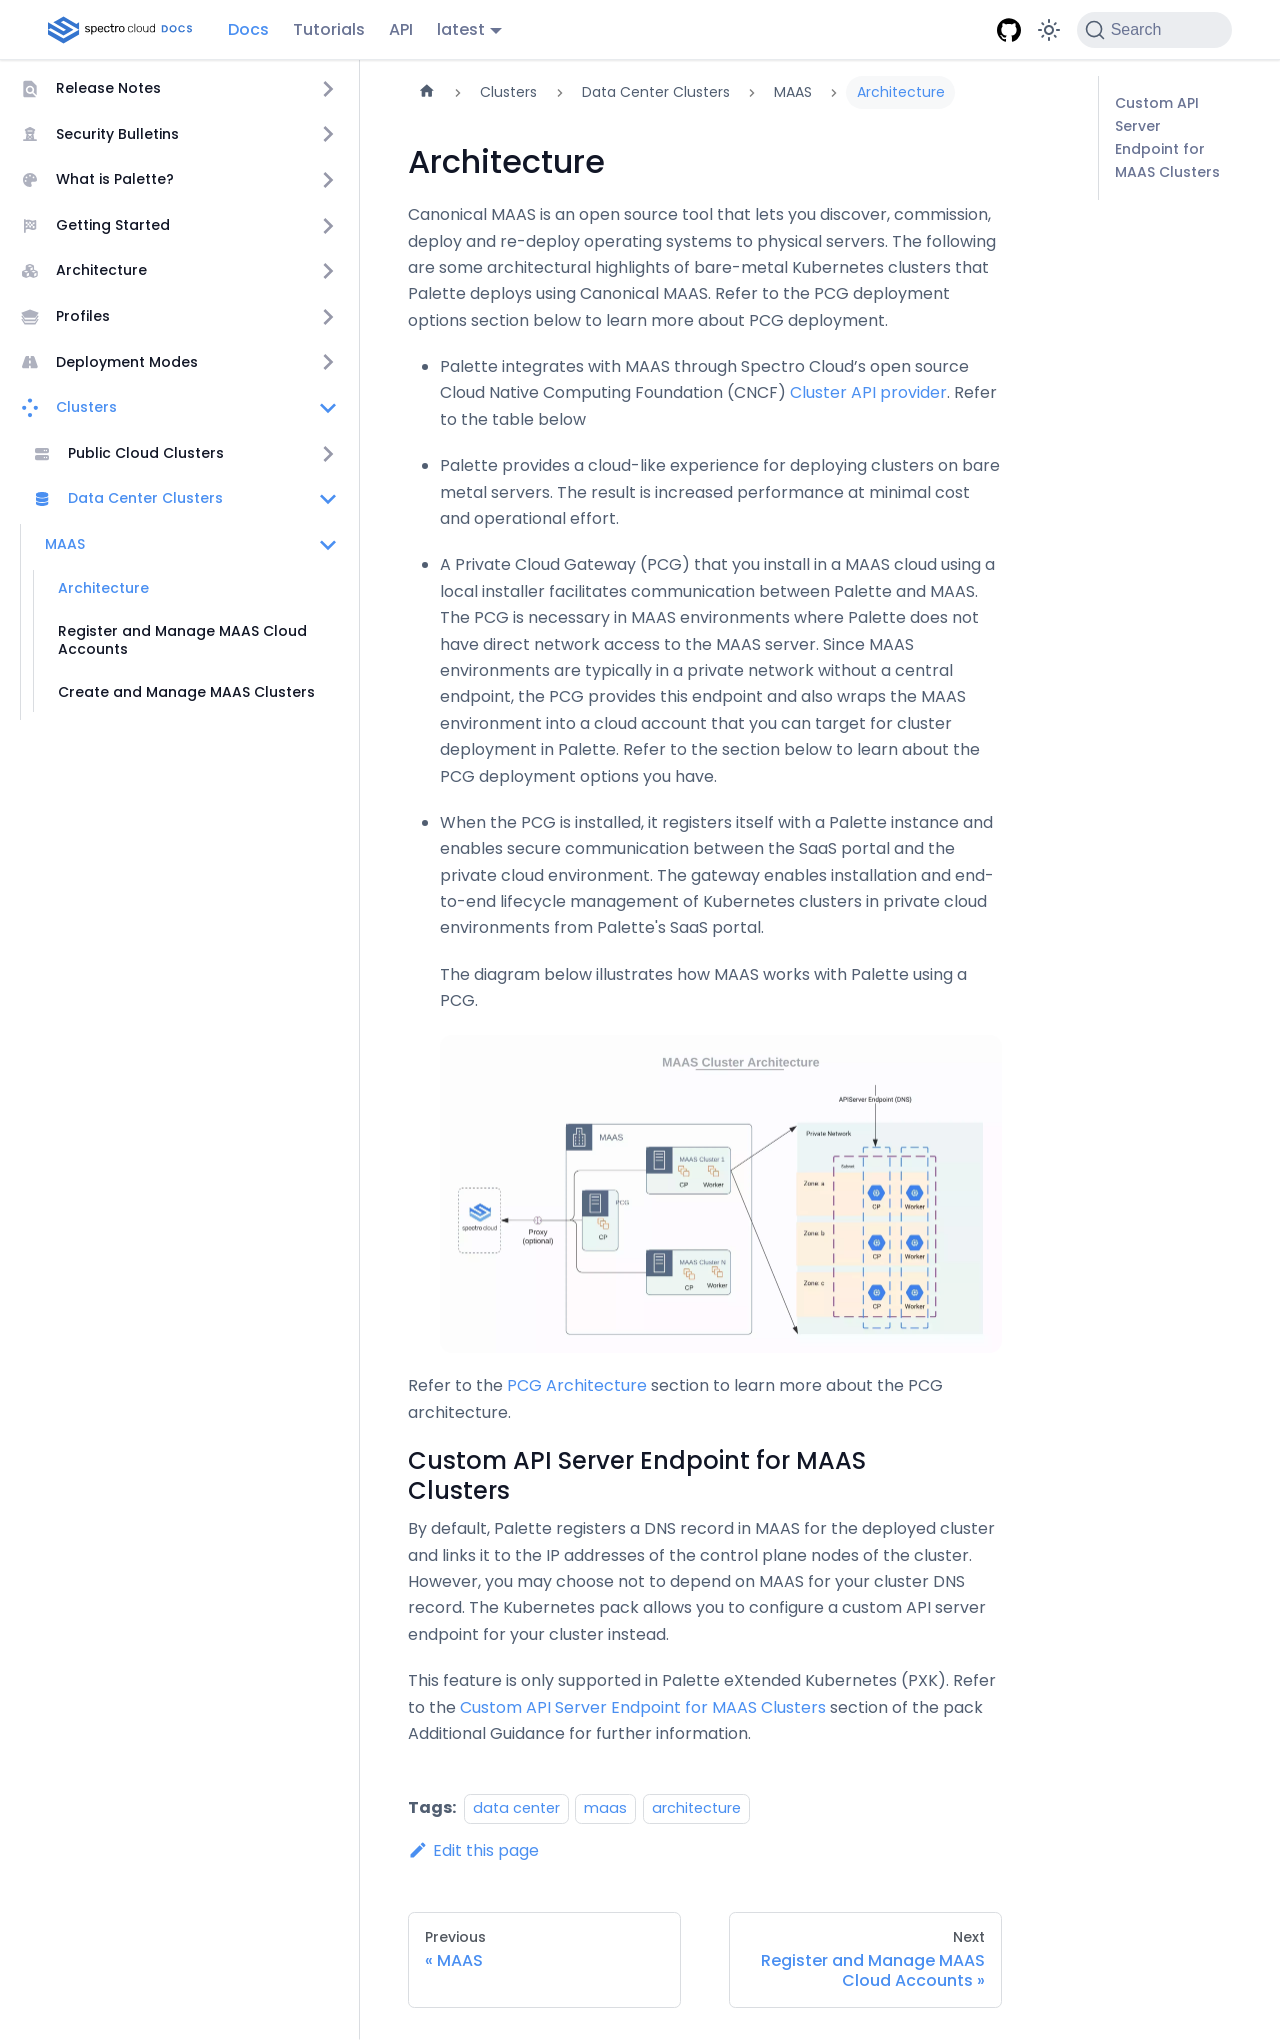 spectro cloud DOCS
Docs
Tutorials
API
latest
Search
Release Notes
Security Bulletins
What is Palette?
Getting Started
Architecture
Profiles
Deployment Modes
Clusters
Public Cloud Clusters
Data Center Clusters
MAAS
Architecture
Register and Manage MAAS Cloud
Accounts
Create and Manage MAAS Clusters
Clusters
Data Center Clusters
MAAS
Architecture
Architecture
Canonical MAAS is an open source tool that lets you discover, commission,
deploy and re-deploy operating systems to physical servers. The following
are some architectural highlights of bare-metal Kubernetes clusters that
Palette deploys using Canonical MAAS. Refer to the PCG deployment
options section below to learn more about PCG deployment.
Palette integrates with MAAS through Spectro Cloud’s open source
Cloud Native Computing Foundation (CNCF) Cluster API provider. Refer
to the table below
Palette provides a cloud-like experience for deploying clusters on bare
metal servers. The result is increased performance at minimal cost
and operational effort.
A Private Cloud Gateway (PCG) that you install in a MAAS cloud using a
local installer facilitates communication between Palette and MAAS.
The PCG is necessary in MAAS environments where Palette does not
have direct network access to the MAAS server. Since MAAS
environments are typically in a private network without a central
endpoint, the PCG provides this endpoint and also wraps the MAAS
environment into a cloud account that you can target for cluster
deployment in Palette. Refer to the section below to learn about the
PCG deployment options you have.
When the PCG is installed, it registers itself with a Palette instance and
enables secure communication between the SaaS portal and the
private cloud environment. The gateway enables installation and end-
to-end lifecycle management of Kubernetes clusters in private cloud
environments from Palette's SaaS portal.
The diagram below illustrates how MAAS works with Palette using a
PCG.
MAAS Cluster Architecture
APIServer Endpoint (DNS)
MAAS
Private Network
MAAS Cluster 1
CP
Worker
Subnet
Zone: a
CP
Worker
PCG
CP
spectro cloud
Proxy
(optional)
Zone: b
CP
Worker
MAAS Cluster N
CP
Worker
Zone: c
CP
Worker
Refer to the PCG Architecture section to learn more about the PCG
architecture.
Custom API Server Endpoint for MAAS
Clusters
By default, Palette registers a DNS record in MAAS for the deployed cluster
and links it to the IP addresses of the control plane nodes of the cluster.
However, you may choose not to depend on MAAS for your cluster DNS
record. The Kubernetes pack allows you to configure a custom API server
endpoint for your cluster instead.
This feature is only supported in Palette eXtended Kubernetes (PXK). Refer
to the Custom API Server Endpoint for MAAS Clusters section of the pack
Additional Guidance for further information.
Tags:
data center
maas
architecture
Edit this page
Previous
« MAAS
Next
Register and Manage MAAS
Cloud Accounts »
Custom API
Server
Endpoint for
MAAS Clusters